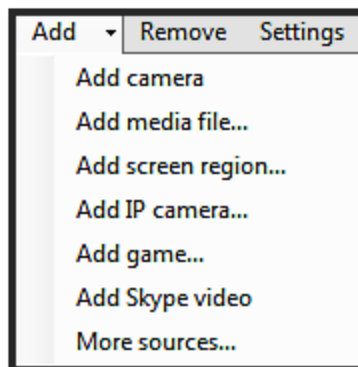 Add Remove Settings
Add camera
Add media file...
Add screen region...
Add IP camera...
Add game...
Add Skype video
More sources...